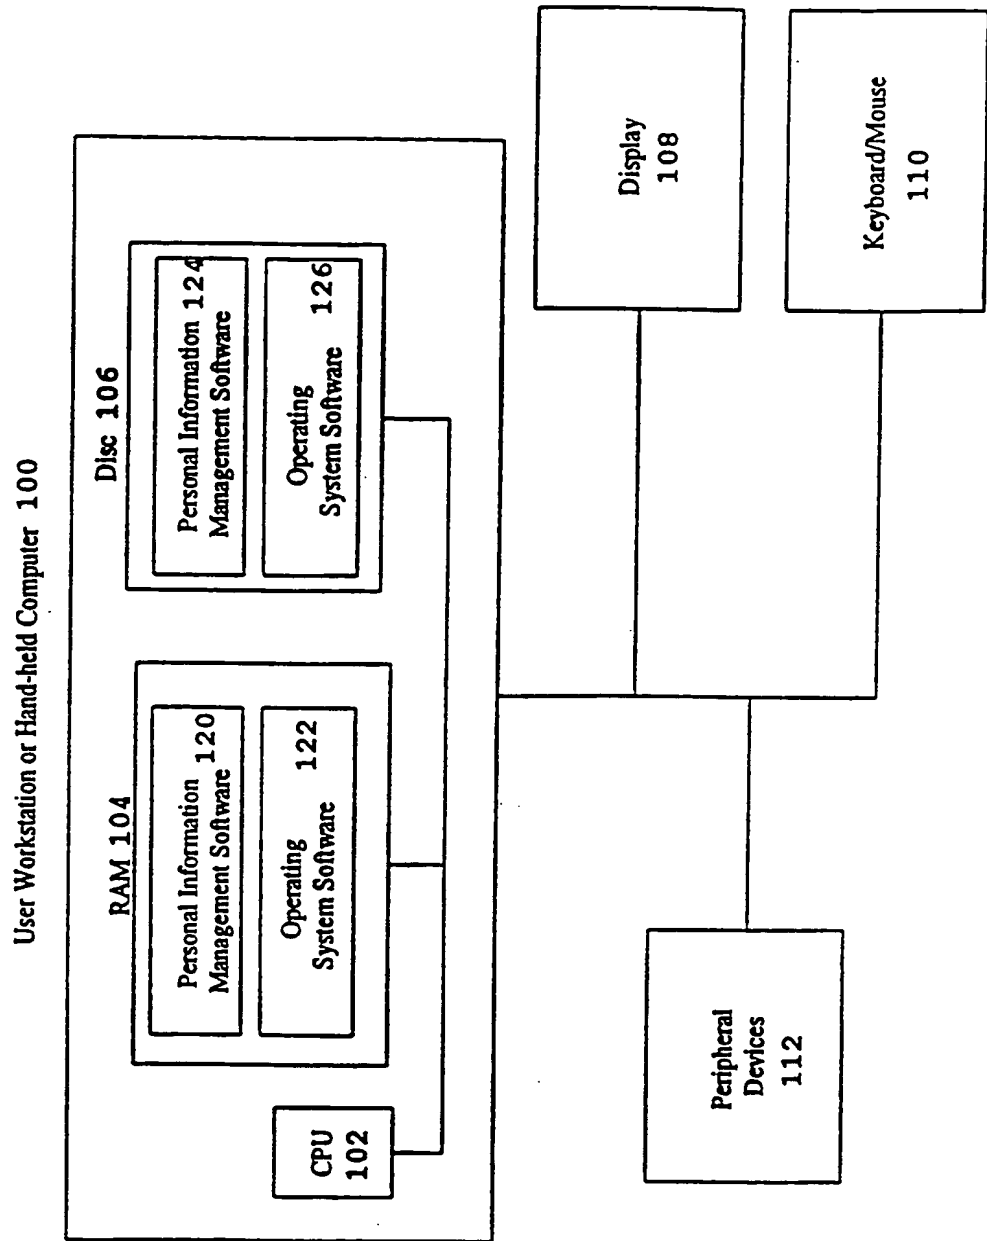 User Workstation or Hand-held Computer 100
RAM 104
Disc 106
Personal Information 120
Management Software
Operating 122
System Software
Personal Information 124
Management Software
Operating 126
System Software
CPU
102
Peripheral
Devices
112
Display
108
Keyboard/Mouse
110